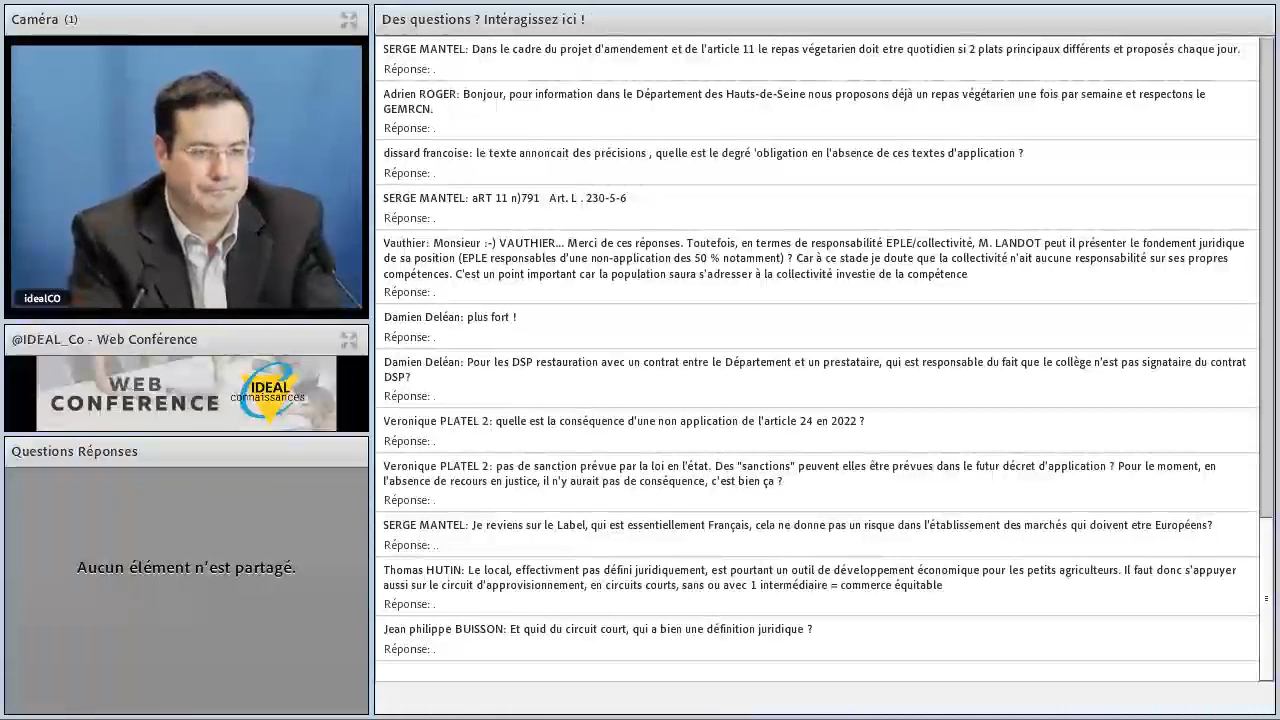 Caméra (1)
idealCO
@IDEAL_Co - Web Conférence
WEB
CONFERENCE
IDEAL
connaissances
Questions Réponses
Aucun élément n'est partagé.
Des questions ? Intéragissez ici !
SERGE MANTEL: Dans le cadre du projet d'amendement et de l'article 11 le repas végetarien doit etre quotidien si 2 plats principaux différents et proposés chaque jour.
Réponse: .
Adrien ROGER: Bonjour, pour information dans le Département des Hauts-de-Seine nous proposons déjà un repas végétarien une fois par semaine et respectons le
GEMRCN.
Réponse: .
dissard francoise: le texte annoncait des précisions , quelle est le degré 'obligation en l'absence de ces textes d'application ?
Réponse: .
SERGE MANTEL: aRT 11 n)791 Art. L . 230-5-6
Réponse: .
Vauthier: Monsieur :-) VAUTHIER... Merci de ces réponses. Toutefois, en termes de responsabilité EPLE/collectivité, M. LANDOT peut il présenter le fondement juridique
de sa position (EPLE responsables d'une non-application des 50 % notamment) ? Car à ce stade je doute que la collectivité n'ait aucune responsabilité sur ses propres
compétences. C'est un point important car la population saura s'adresser à la collectivité investie de la compétence
Réponse: .
Damien Deléan: plus fort !
Réponse: .
Damien Deléan: Pour les DSP restauration avec un contrat entre le Département et un prestataire, qui est responsable du fait que le collège n'est pas signataire du contrat
DSP?
Réponse: .
Veronique PLATEL 2: quelle est la conséquence d'une non application de l'article 24 en 2022 ?
Réponse: .
Veronique PLATEL 2: pas de sanction prévue par la loi en l'état. Des "sanctions" peuvent elles être prévues dans le futur décret d'application ? Pour le moment, en
l'absence de recours en justice, il n'y aurait pas de conséquence, c'est bien ça ?
Réponse: .
SERGE MANTEL: Je reviens sur le Label, qui est essentiellement Français, cela ne donne pas un risque dans l'établissement des marchés qui doivent etre Européens?
Réponse: ..
Thomas HUTIN: Le local, effectivment pas défini juridiquement, est pourtant un outil de développement économique pour les petits agriculteurs. Il faut donc s'appuyer
aussi sur le circuit d'approvisionnement, en circuits courts, sans ou avec 1 intermédiaire = commerce équitable
Réponse: .
Jean philippe BUISSON: Et quid du circuit court, qui a bien une définition juridique ?
Réponse: .